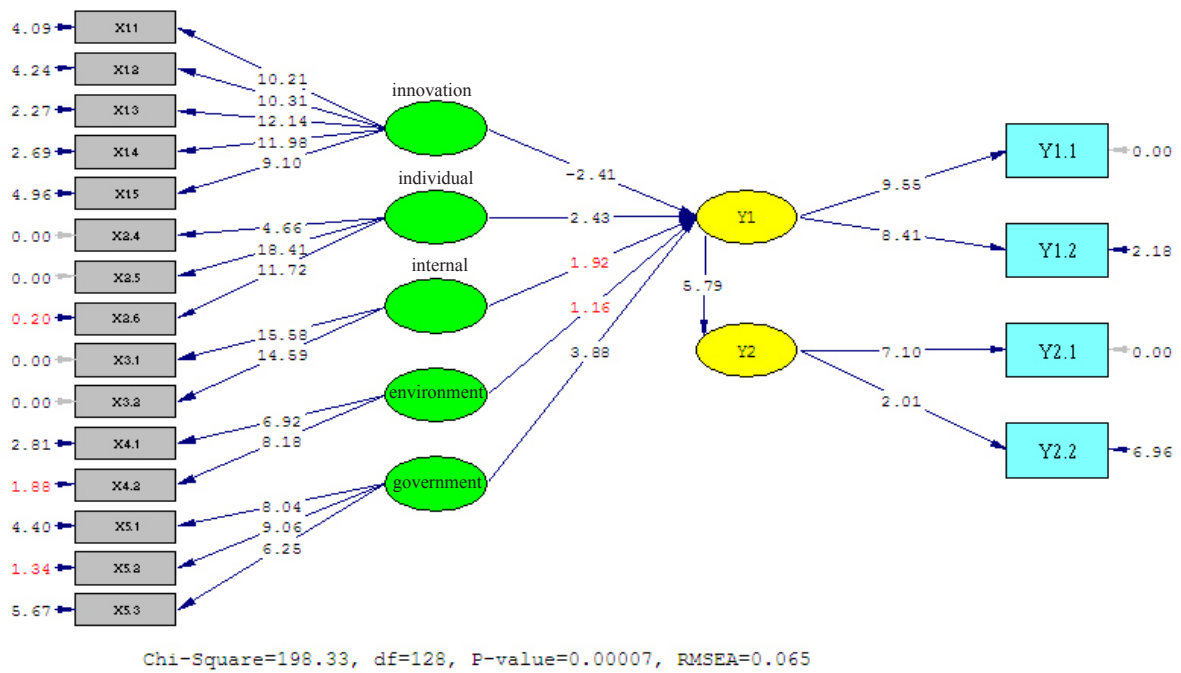 4.09 X11
4.24 X12
2.27 X13
2.69 X14
4.96 X15
0.00 X2.4
0.00 X2.5
0.20 X2.6
0.00 X3.1
0.00 X3.2
2.81 X4.1
1.88 X4.2
4.40 X5.1
1.34 X5.2
5.67 X5.3
10.21
10.31
12.14
11.98
9.10
4.66
18.41
11.72
15.58
14.59
6.92
8.18
8.04
9.06
6.25
innovation
individual
internal
environment
government
-2.41
2.43
1.92
1.16
3.88
Y1
5.79
Y2
9.55
8.41
7.10
2.01
Y1.1 0.00
Y1.2 2.18
Y2.1 0.00
Y2.2 6.96
Chi-Square=198.33, df=128, P-value=0.00007, RMSEA=0.065